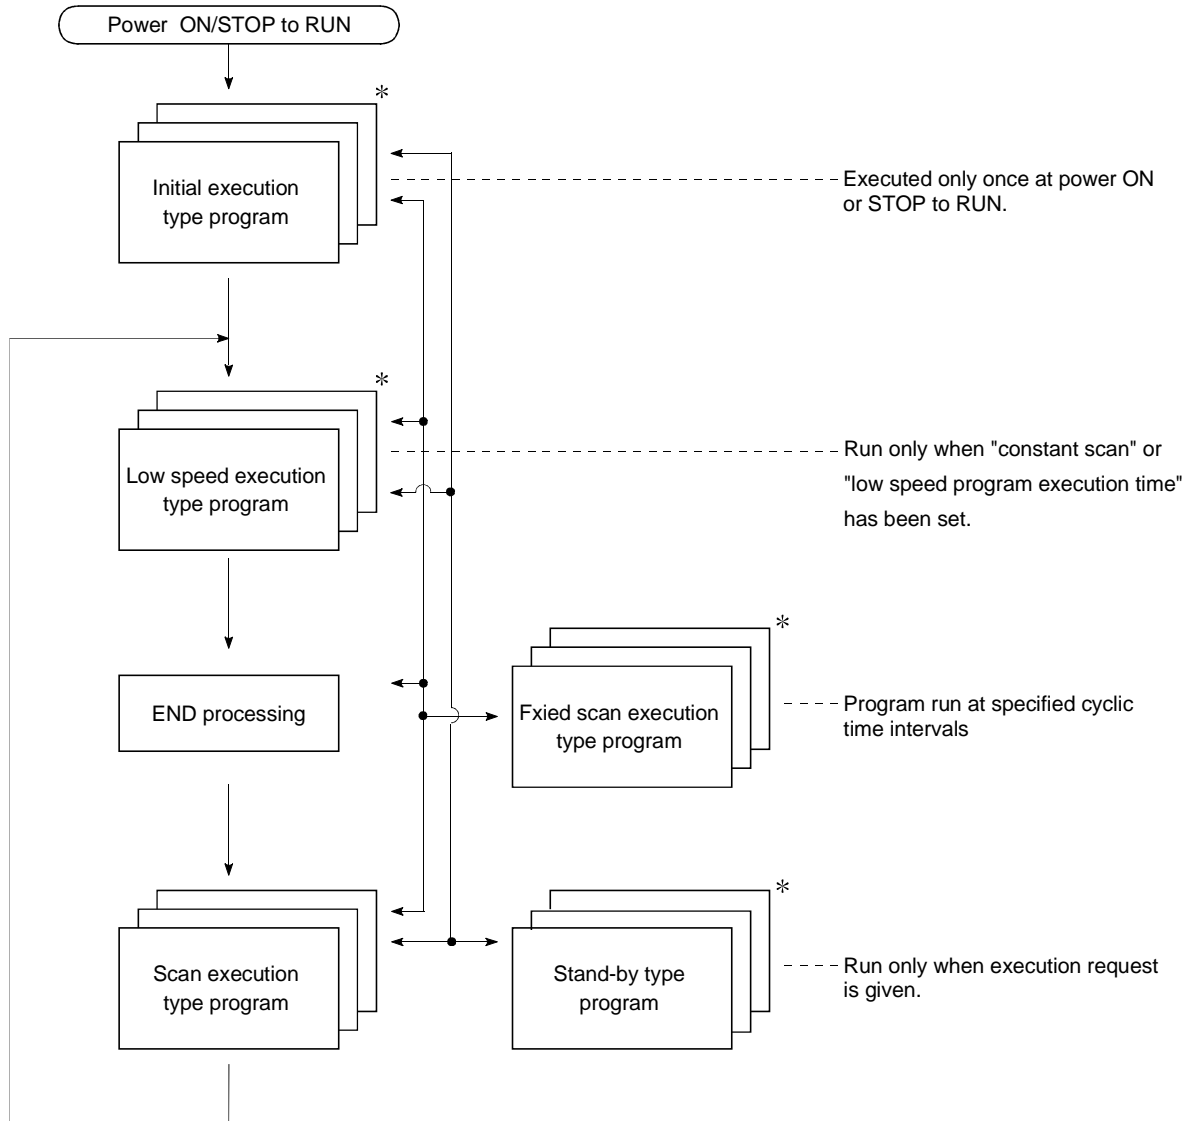 Power ON/STOP to RUN
*
Initial execution
type program
Executed only once at power ON
or STOP to RUN.
*
Low speed execution
type program
Run only when "constant scan" or
"low speed program execution time"
has been set.
END processing
*
Fxied scan execution
type program
Program run at specified cyclic
time intervals
Scan execution
type program
*
Stand-by type
program
Run only when execution request
is given.